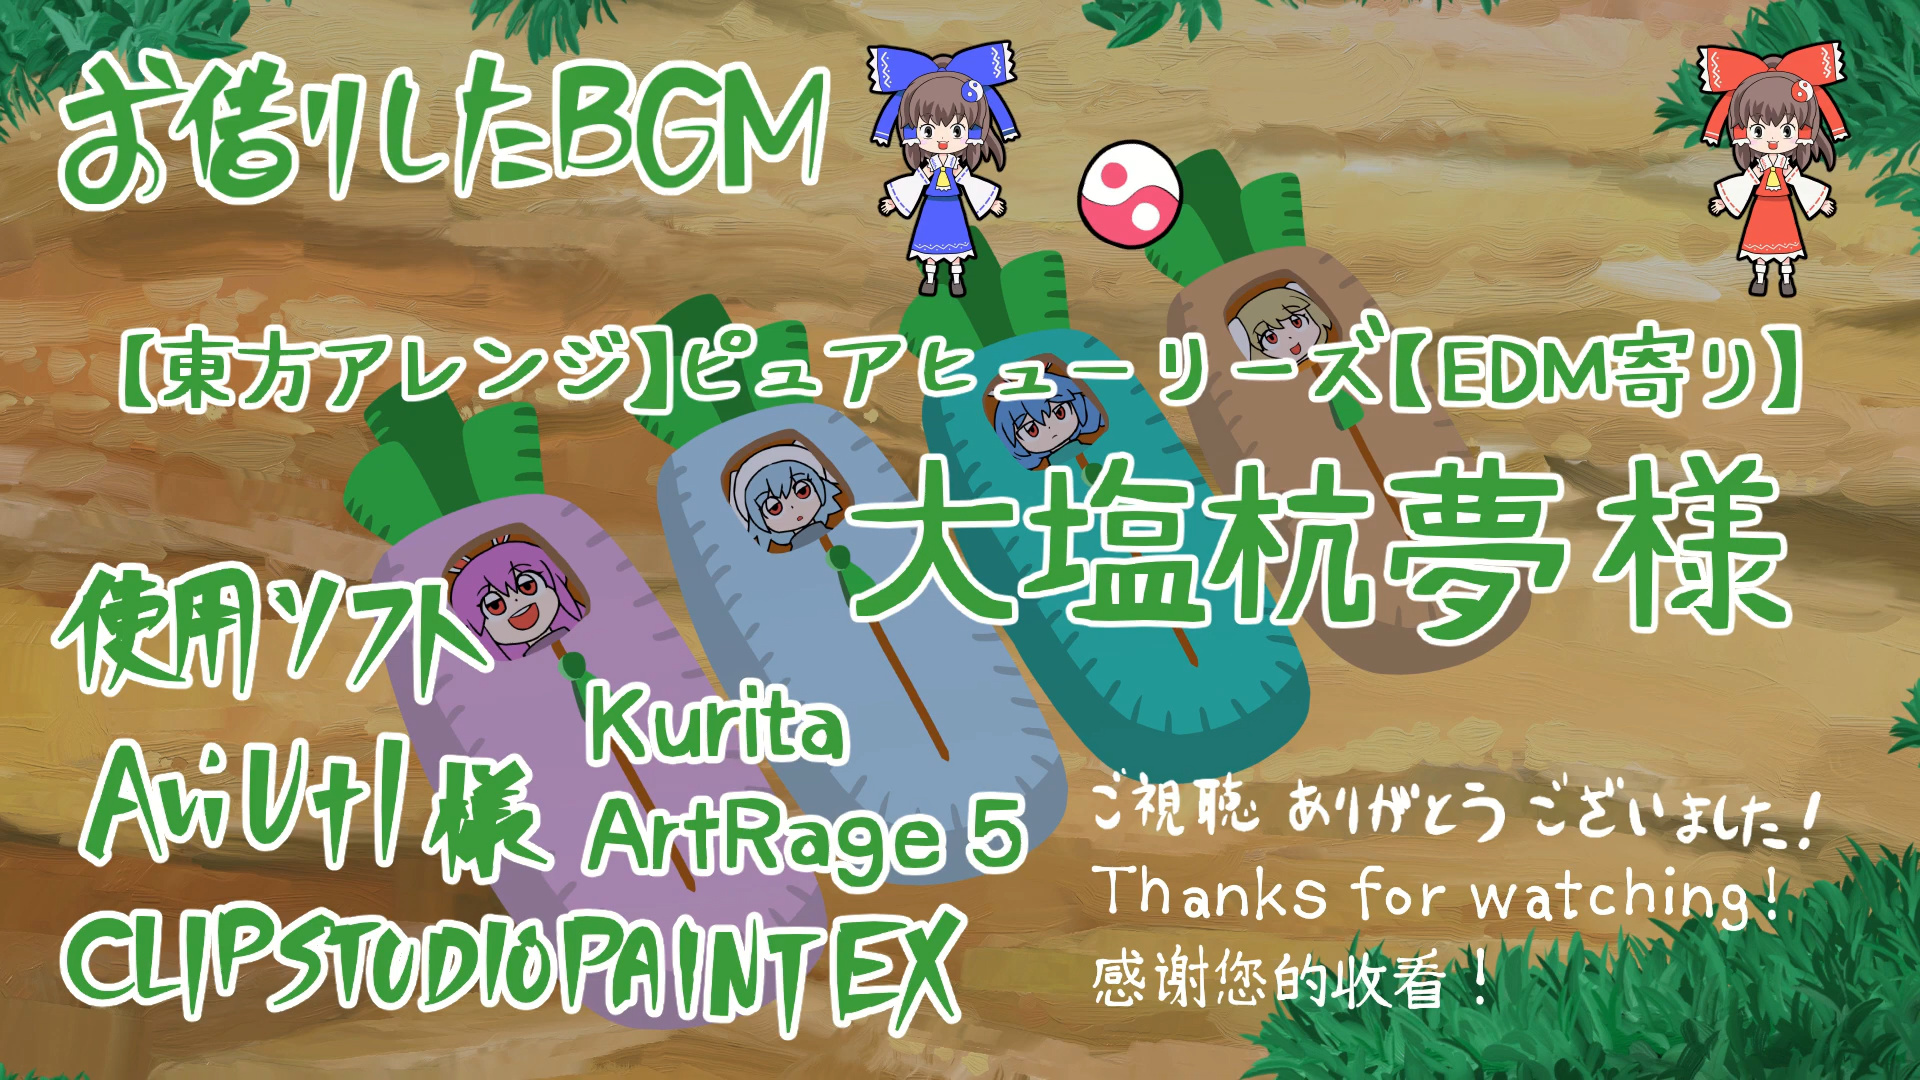 お借りしたBGM
【東方アレンジ】ピュアヒューリーズ【EDM寄り】
大塩杭夢様
使用ソフト
AviUtl様
Kurita
ArtRage 5
CLIPSTUDIOPAINT EX
ご視聴 ありがとうございました!
Thanks for watching!
感谢您的收看!